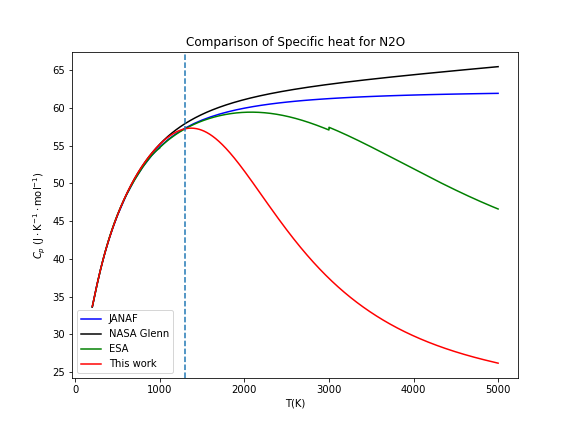 Comparison of Specific heat for N2O
65
60
55
50
45
40
35
30
25
C_p (J · K⁻¹ · mol⁻¹)
JANAF
NASA Glenn
ESA
This work
0 1000 2000 3000 4000 5000
T(K)